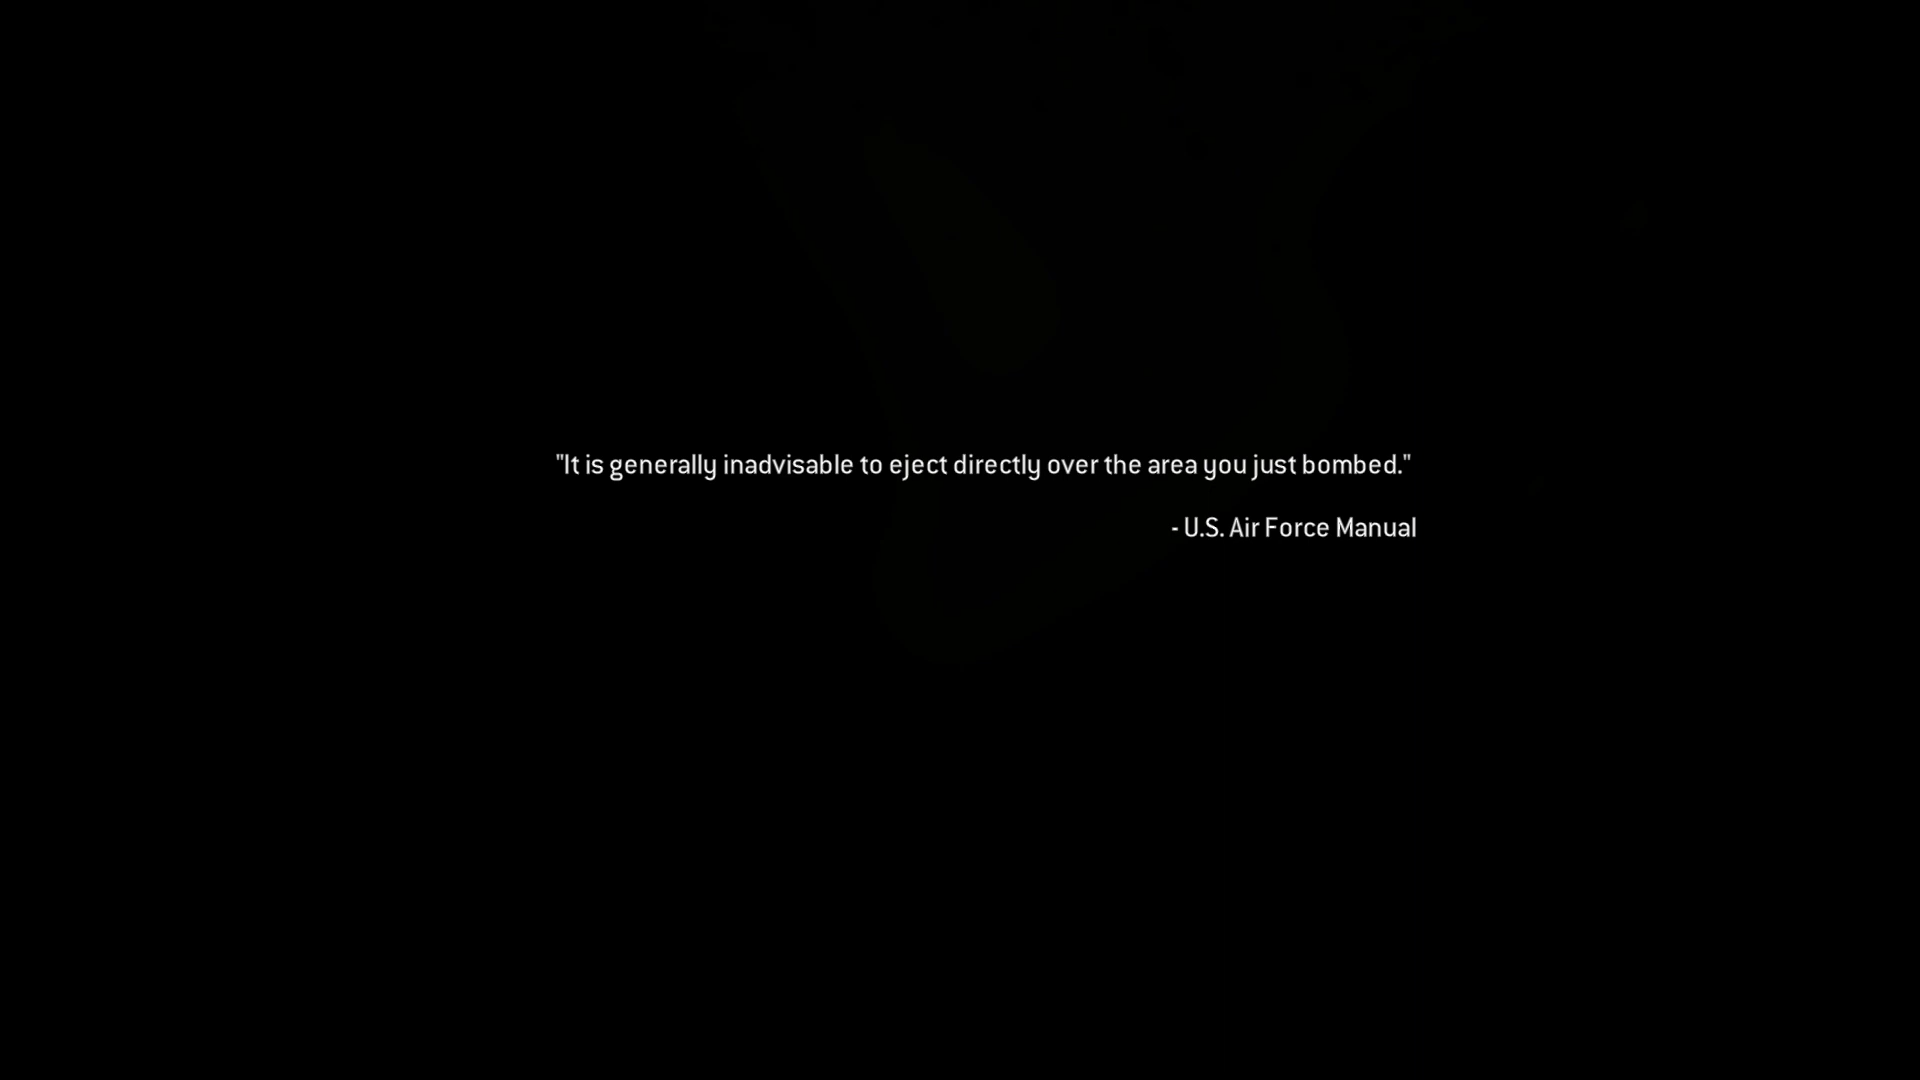 "It is generally inadvisable to eject directly over the area you just bombed."
- U.S. Air Force Manual